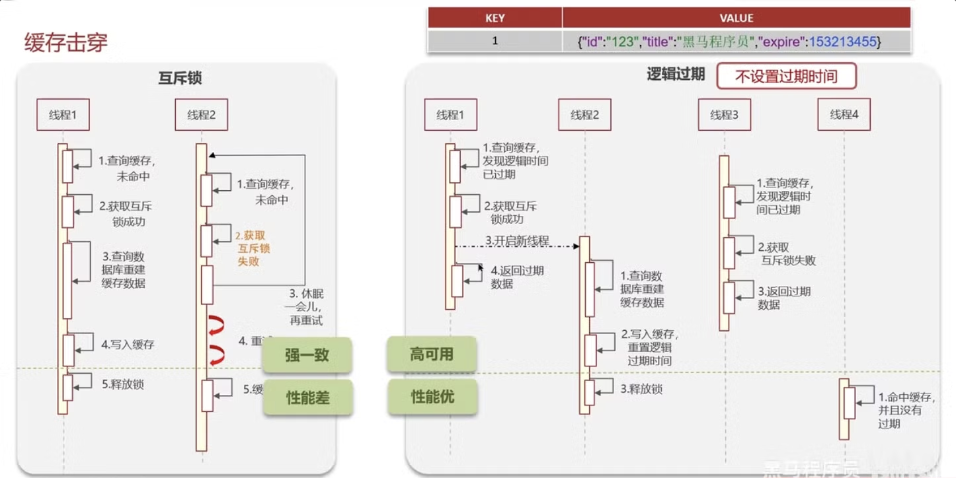 缓存击穿
KEY
VALUE
1
{"id":"123","title":"黑马程序员","expire":153213455}
互斥锁
线程1
线程2
1.查询缓存，
未命中
2.获取互斥
锁成功
3.查询数
据库重建
缓存数据
4.写入缓存
5.释放锁
1.查询缓存，
未命中
2.获取
互斥锁
失败
3. 休眠
一会儿，
再重试
4. 重
5.缓
强一致
性能差
逻辑过期
不设置过期时间
线程1
线程2
线程3
线程4
1.查询缓存，
发现逻辑时间
已过期
2.获取互斥
锁成功
3.开启新线程
4.返回过期
数据
1.查询数
据库重建
缓存数据
2.写入缓存，
重置逻辑
过期时间
3.释放锁
1.查询缓存，
发现逻辑时
间已过期
2.获取
互斥锁失败
3.返回过期
数据
1.命中缓存，
并且没有
过期
高可用
性能优
黑马程序员